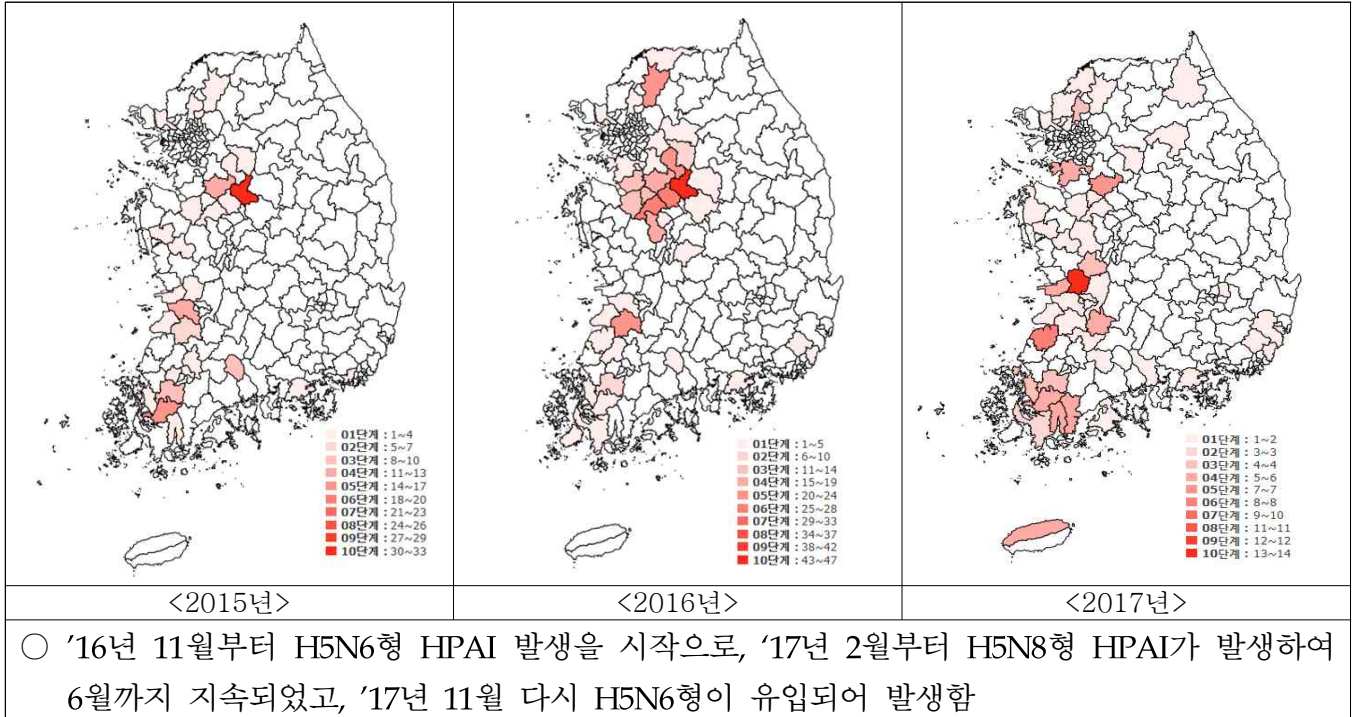 01단계 : 1~4
02단계 : 5~7
03단계 : 8~10
04단계 : 11~13
05단계 : 14~17
06단계 : 18~20
07단계 : 21~23
08단계 : 24~26
09단계 : 27~29
10단계 : 30~33
01단계 : 1~5
02단계 : 6~10
03단계 : 11~14
04단계 : 15~19
05단계 : 20~24
06단계 : 25~28
07단계 : 29~33
08단계 : 34~37
09단계 : 38~42
10단계 : 43~47
01단계 : 1~2
02단계 : 3~3
03단계 : 4~4
04단계 : 5~6
05단계 : 7~7
06단계 : 8~8
07단계 : 9~10
08단계 : 11~11
09단계 : 12~12
10단계 : 13~14
<2015년>
<2016년>
<2017년>
○ ’16년 11월부터 H5N6형 HPAI 발생을 시작으로, ‘17년 2월부터 H5N8형 HPAI가 발생하여
6월까지 지속되었고, ’17년 11월 다시 H5N6형이 유입되어 발생함